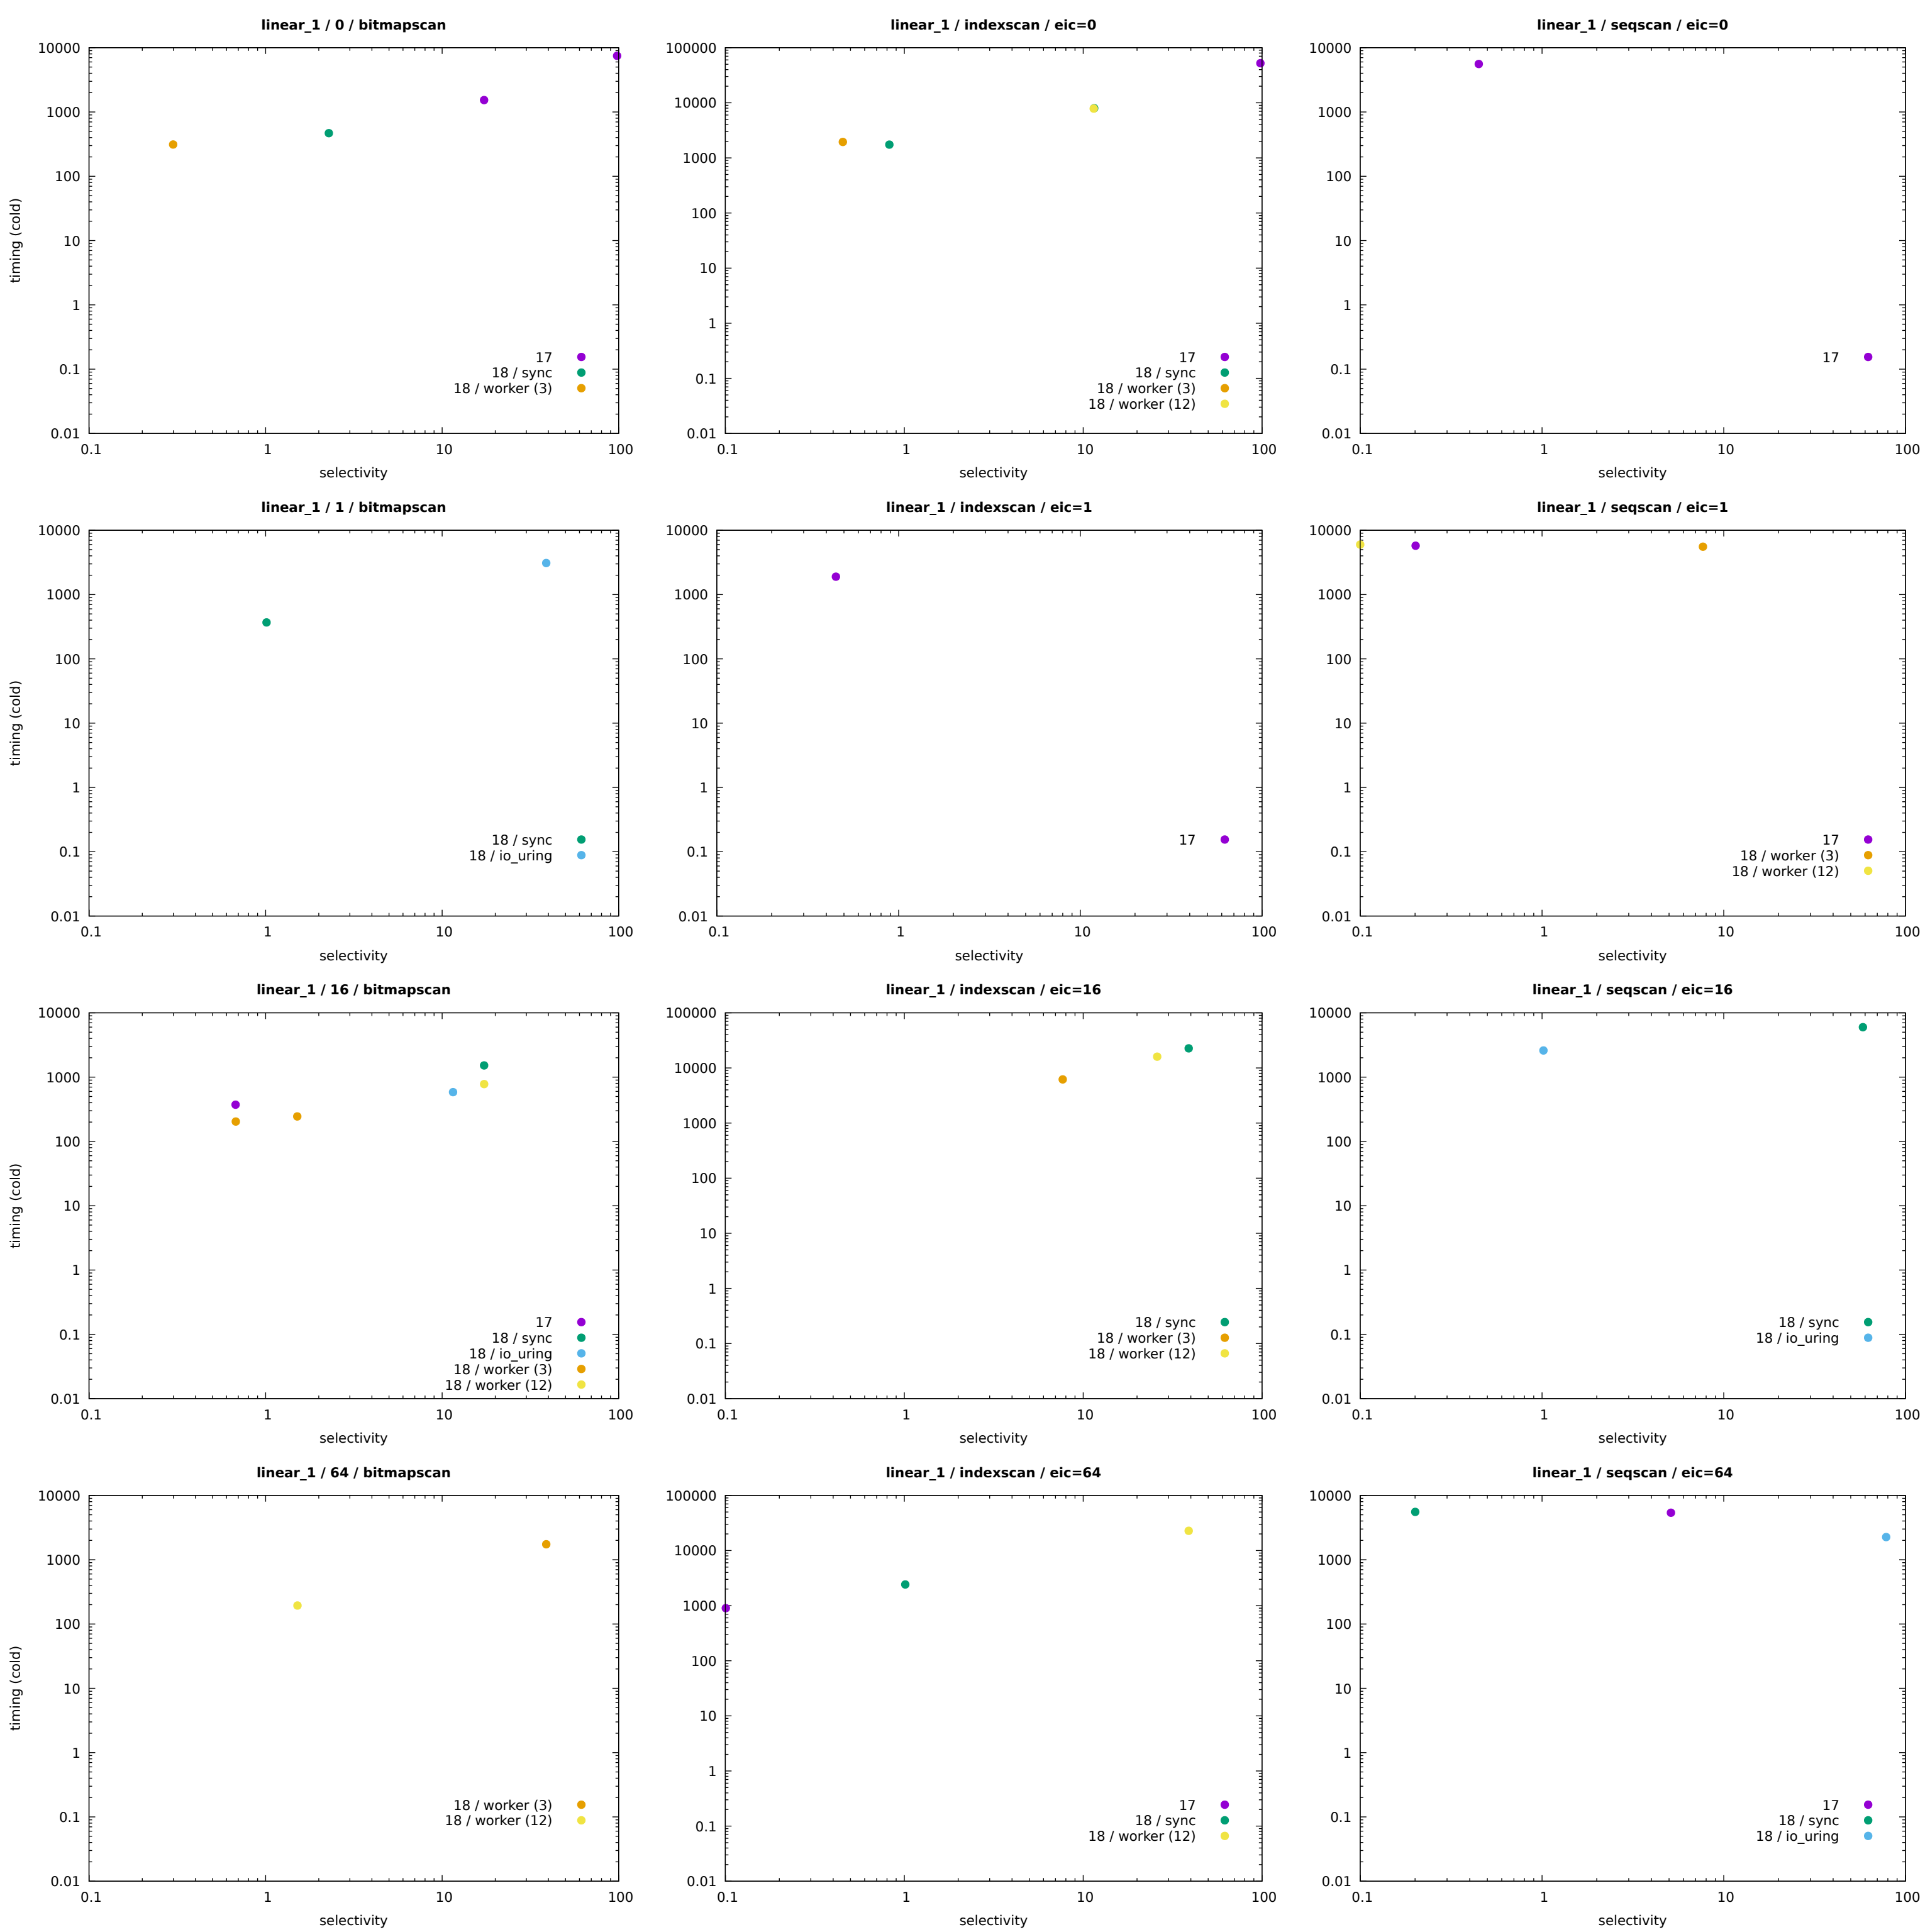 linear_1 / 0 / bitmapscan
10000
1000
100
10
1
0.1
0.01
timing (cold)
17
18 / sync
18 / worker (3)
0.1
1
10
100
selectivity
linear_1 / indexscan / eic=0
100000
10000
1000
100
10
1
0.1
0.01
17
18 / sync
18 / worker (3)
18 / worker (12)
0.1
1
10
100
selectivity
linear_1 / seqscan / eic=0
10000
1000
100
10
1
0.1
0.01
17
0.1
1
10
100
selectivity
linear_1 / 1 / bitmapscan
10000
1000
100
10
1
0.1
0.01
timing (cold)
18 / sync
18 / io_uring
0.1
1
10
100
selectivity
linear_1 / indexscan / eic=1
10000
1000
100
10
1
0.1
0.01
17
0.1
1
10
100
selectivity
linear_1 / seqscan / eic=1
10000
1000
100
10
1
0.1
0.01
17
18 / worker (3)
18 / worker (12)
0.1
1
10
100
selectivity
linear_1 / 16 / bitmapscan
10000
1000
100
10
1
0.1
0.01
timing (cold)
17
18 / sync
18 / io_uring
18 / worker (3)
18 / worker (12)
0.1
1
10
100
selectivity
linear_1 / indexscan / eic=16
100000
10000
1000
100
10
1
0.1
0.01
18 / sync
18 / worker (3)
18 / worker (12)
0.1
1
10
100
selectivity
linear_1 / seqscan / eic=16
10000
1000
100
10
1
0.1
0.01
18 / sync
18 / io_uring
0.1
1
10
100
selectivity
linear_1 / 64 / bitmapscan
10000
1000
100
10
1
0.1
0.01
timing (cold)
18 / worker (3)
18 / worker (12)
0.1
1
10
100
selectivity
linear_1 / indexscan / eic=64
100000
10000
1000
100
10
1
0.1
0.01
17
18 / sync
18 / worker (12)
0.1
1
10
100
selectivity
linear_1 / seqscan / eic=64
10000
1000
100
10
1
0.1
0.01
17
18 / sync
18 / io_uring
0.1
1
10
100
selectivity